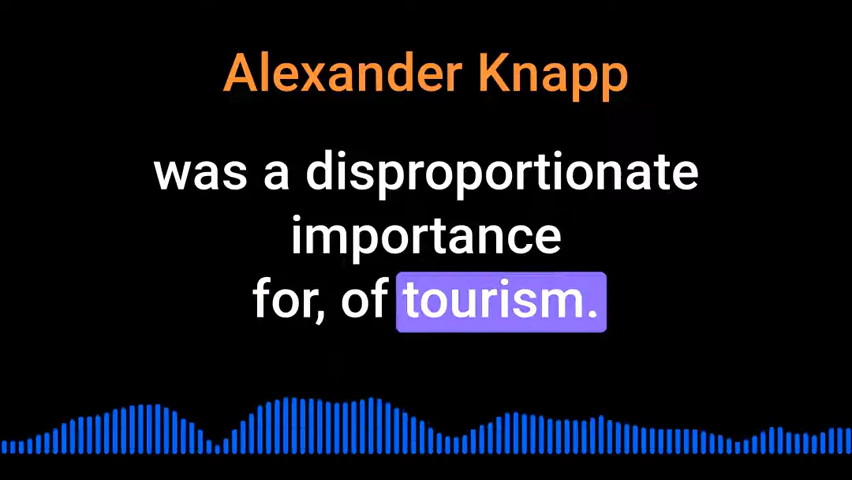 Alexander Knapp
was a disproportionate
importance
for, of tourism.